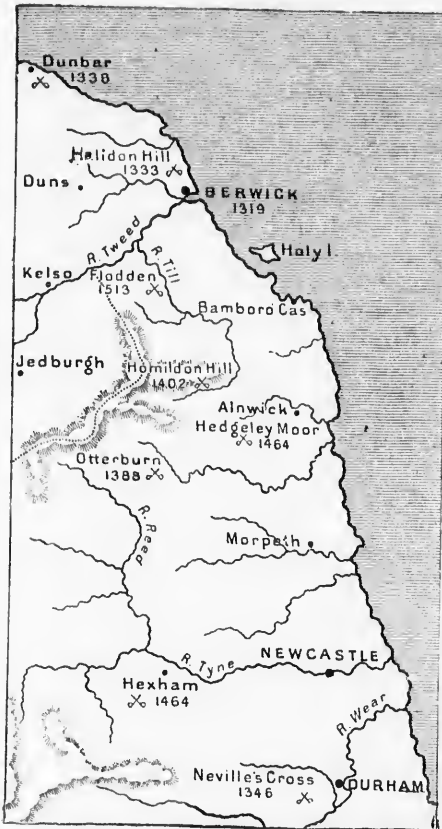 Dunbar
1338
Halidon Hill
1333
Duns
BERWICK
1319
R. Tweed
R. Till
Holy I.
Kelso
Flodden
1513
Bamboro' Cas
Jedburgh
Homildon Hill
1402
Alnwick
Hedgeley Moor
1464
Otterburn
1388
R. Reed
Morpeth
R. Tyne
NEWCASTLE
Hexham
1464
R. Wear
Neville's Cross
1346
DURHAM